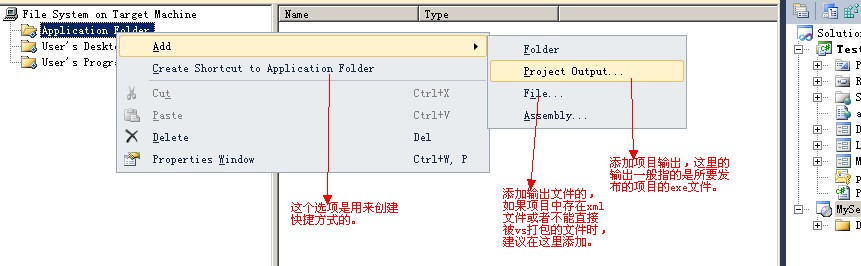 File System on Target Machine
Application Folder
User's Deskt
User's Progr
Name
Type
Add
Create Shortcut to Application Folder
Cut
Ctrl+X
Paste
Ctrl+V
Delete
Del
Properties Window
Ctrl+W, P
Folder
Project Output...
File...
Assembly...
这个选项是用来创建
快捷方式的。
添加输出文件的，
如果项目中存在xml
文件或者不能直接
被vs打包的文件时，
建议在这里添加。
添加项目输出，这里的
输出一般指的是所要发
布的项目的exe文件。
Solution
Test
P
R
S
a
D
L
M
P
P
MySe
D